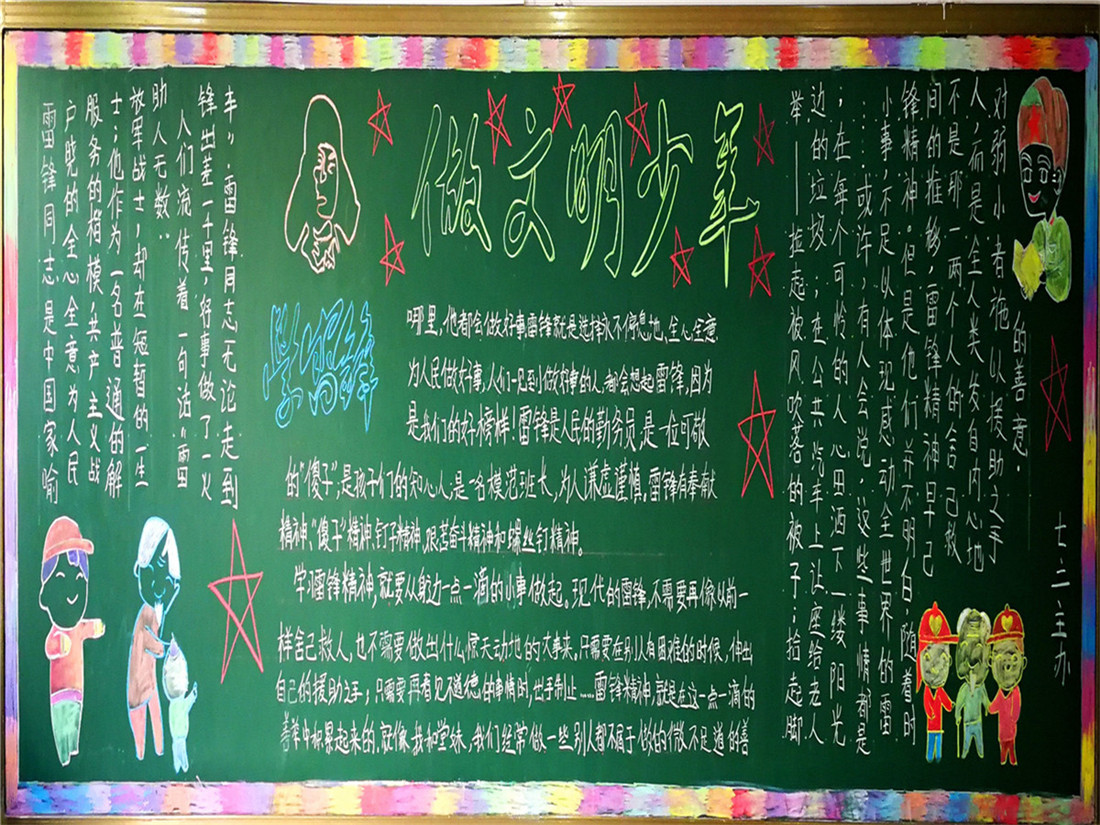 做文明少年
学雷锋
雷锋同志是中国家喻
户晓的全心全意为人民
服务的楷模，共产主义战
士；他作为一名普通的解
放军战士，却在短暂的一生
助人无数..
人们流传着一句话"雷
锋出差一千里，好事做了一火
车"．雷锋同志无论走到
哪里，他都会做好事雷锋就是选择永不停息地，全心全意
为人民做好事，人们一见到做好事的人，都会想起雷锋，因为
是我们的好榜样！雷锋是人民的勤务员，是一位可敬
的"傻子"；是孩子们的知心人；是一名模范班长，为人谦虚谨慎。雷锋有奉献
精神、"傻子"精神、钉子精神、艰苦奋斗精神和螺丝钉精神。
学习雷锋精神，就要从身边一点一滴的小事做起。现代的雷锋，不需要再像以前一
样舍己救人，也不需要做出什么惊天动地的大事来。只需要在别人有困难的时候，伸出
自己的援助之手；只需要再看见不道德的事情时，出手制止……雷锋精神，就是在这一点一滴的
善举中积累起来的，就像我和堂妹，我们经常做一些别人都不屑于做的微不足道的善
举——捡起被风吹落的被子；拾起脚
边的垃圾；在公共汽车上让座给老人
；在每个可怜的人心田洒下一缕阳光
……或许，有人会说，这些事情都是
小事，不足以体现感动全世界的雷
锋精神。但是他们并不明白，随着时
间的推移，雷锋精神早已
不是那一两个人的舍己救
人，而是全人类发自内心地
对弱小者施以援助之手
的善意。
七二主办